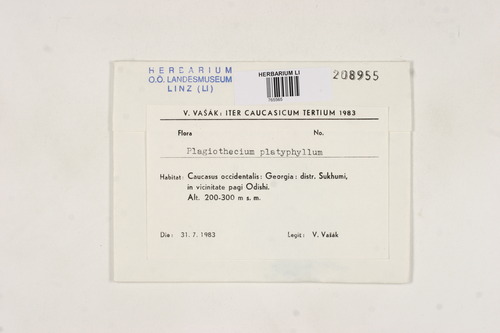 HERBARIUM
O.Ö. LANDESMUSEUM
LINZ (LI)
HERBARIUM LI
208955
V. VAŠÁK: ITER CAUCASICUM TERTIUM 1983
Flora No.
Plagiothecium platyphyllum
Habitat: Caucasus occidentalis: Georgia: distr. Sukhumi,
in vicinitate pagi Odishi.
Alt. 200-300 m s. m.
Die: 31. 7. 1983 Legit: V. Vašák